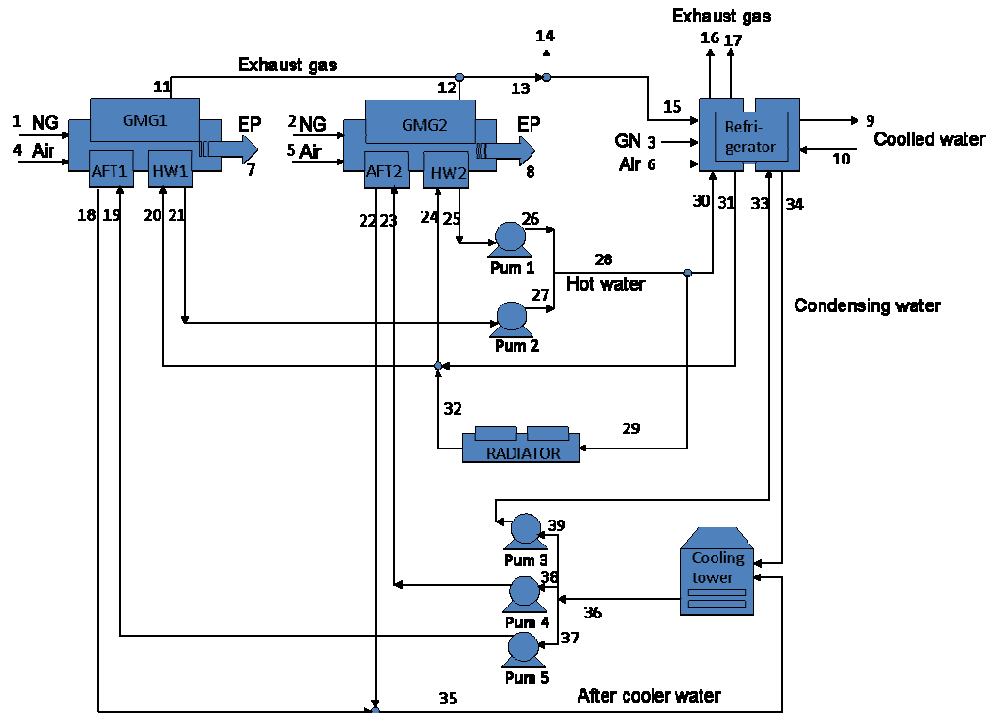 Exhaust gas
16 17
14
Exhaust gas
11
12
13
15
1 NG
GMG1
EP
4 Air
7
AFT1
HW1
2 NG
GMG2
EP
5 Air
8
AFT2
HW2
GN 3
Air 6
Refri-
gerator
9
Coolled water
10
18 19
20 21
22 23
24 25
26
30 31
33 34
Pum 1
28
Hot water
27
Pum 2
Condensing water
32
29
RADIATOR
39
Pum 3
38
Pum 4
36
37
Pum 5
Cooling
tower
35
After cooler water